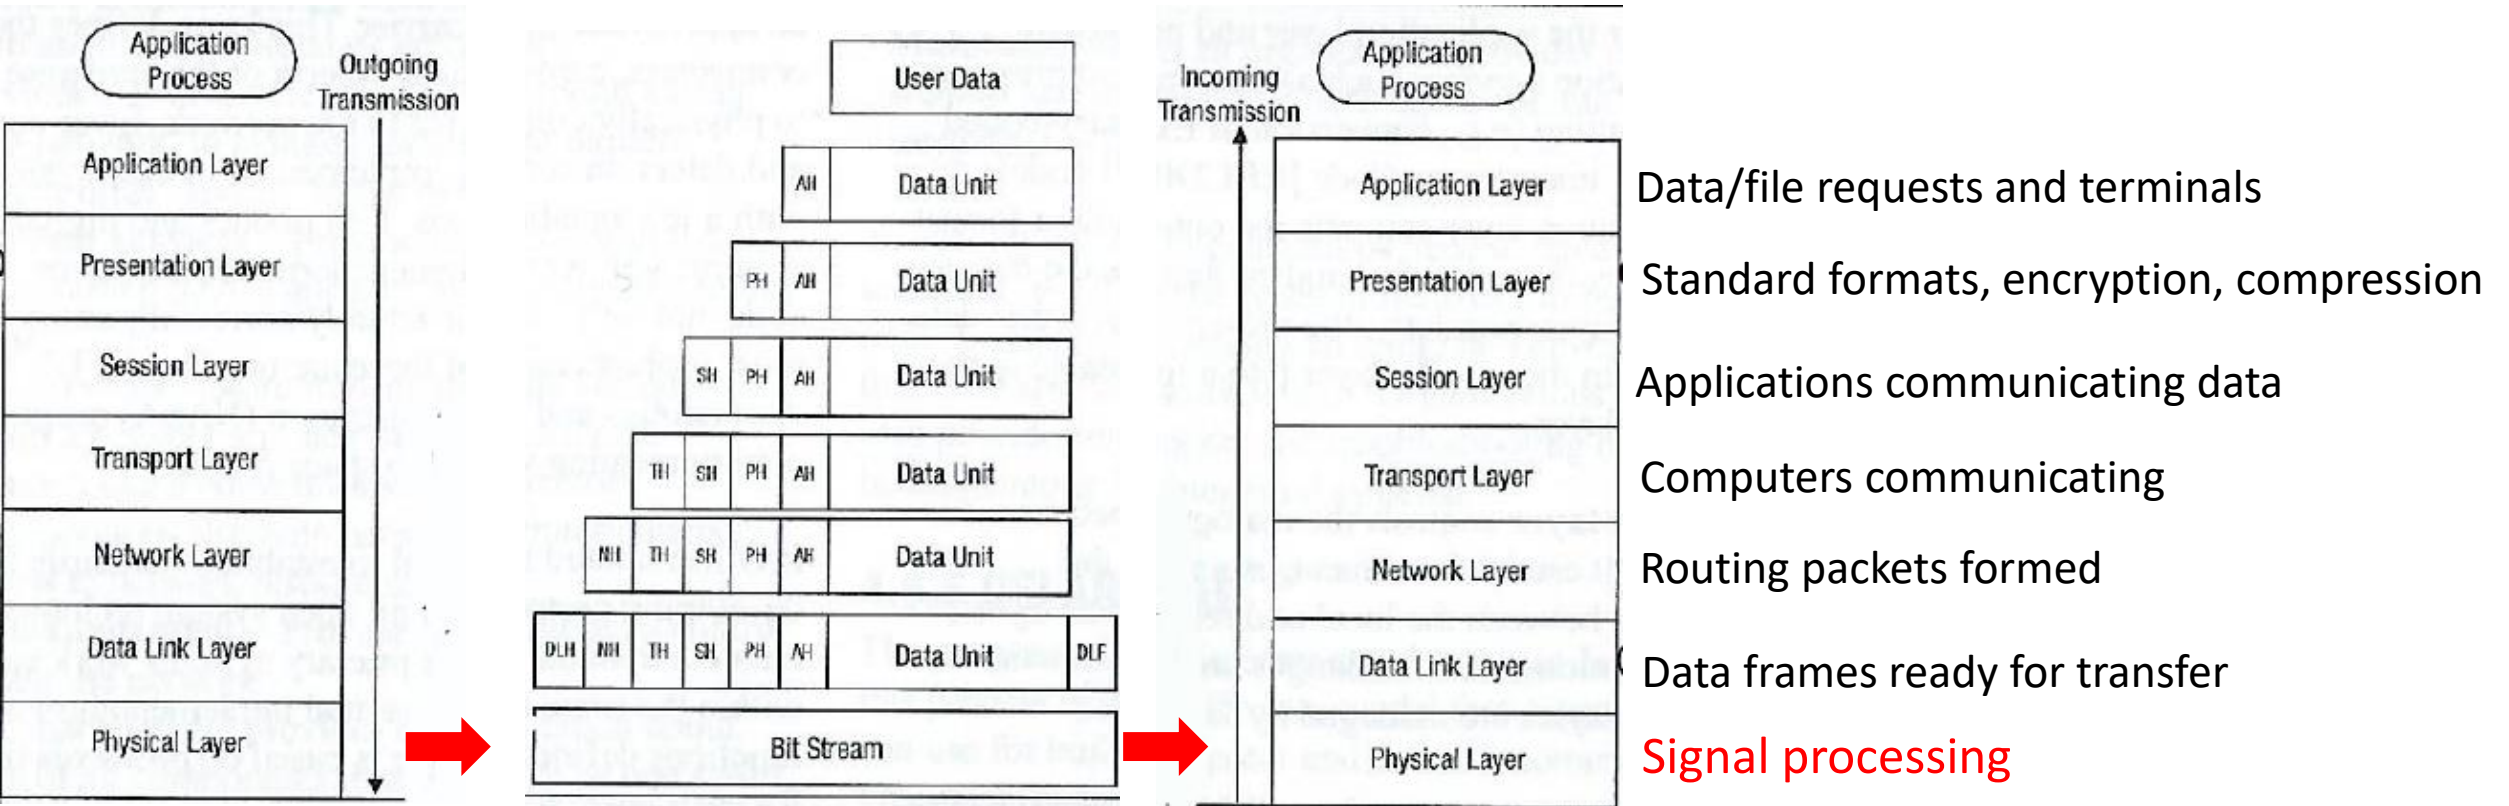 Application
Process
Outgoing
Transmission
Application Layer
Presentation Layer
Session Layer
Transport Layer
Network Layer
Data Link Layer
Physical Layer
User Data
AH Data Unit
PH AH Data Unit
SH PH AH Data Unit
TH SH PH AH Data Unit
NH TH SH PH AH Data Unit
DLH NH TH SH PH AH Data Unit DLF
Bit Stream
Incoming
Transmission
Application
Process
Application Layer
Presentation Layer
Session Layer
Transport Layer
Network Layer
Data Link Layer
Physical Layer
Data/file requests and terminals
Standard formats, encryption, compression
Applications communicating data
Computers communicating
Routing packets formed
Data frames ready for transfer
Signal processing